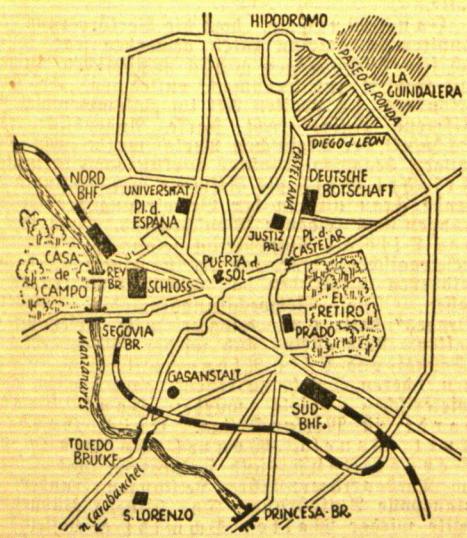 HIPODROMO
PASEO d. RONDA
LA
GUINDALERA
DIEGO d. LEON
CASTELLANA
DEUTSCHE
BOTSCHAFT
NORD
BHF.
UNIVERSITÄT
Pl. d.
ESPANA
JUSTIZ
PAL.
Pl. d.
CASTELAR
CASA
de
CAMPO
REY
BR.
SCHLOSS
PUERTA d.
SOL
EL
RETIRO
PRADO
SEGOVIA
BR.
Manzanares
GASANSTALT
SÜD-
BHF.
TOLEDO
BRÜCKE
n. Carabanchel
S. LORENZO
PRINCESA-BR.